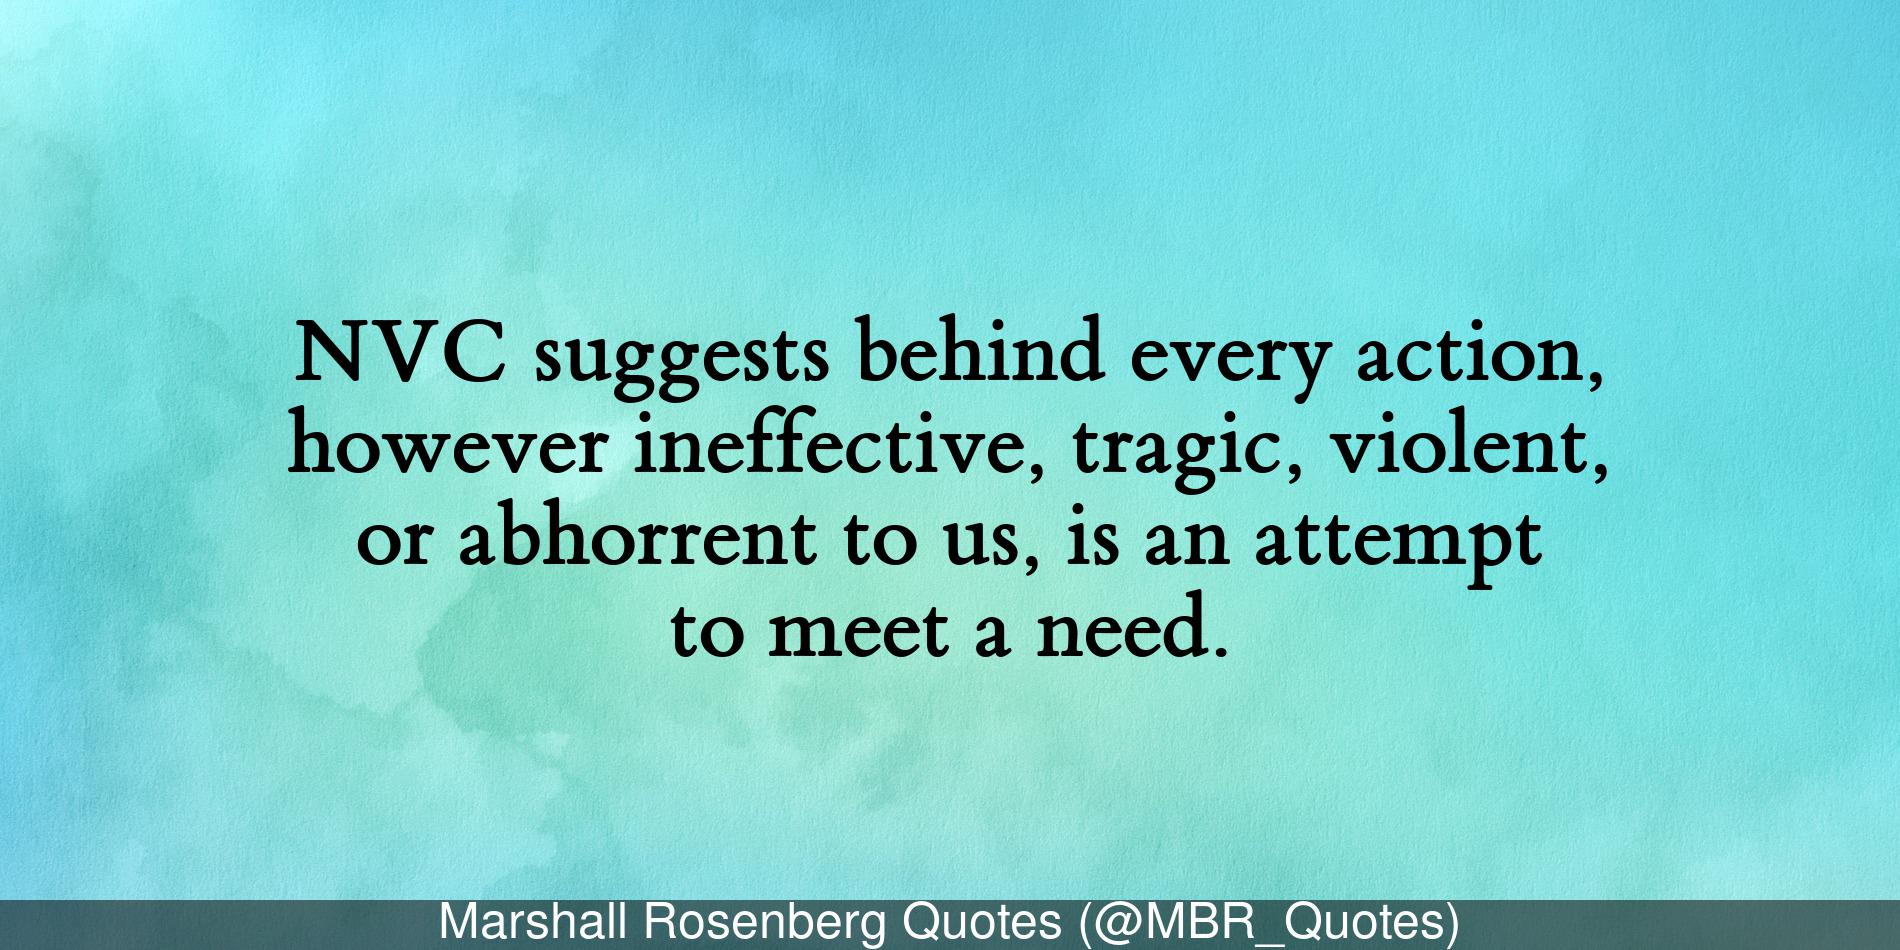 NVC suggests behind every action,
however ineffective, tragic, violent,
or abhorrent to us, is an attempt
to meet a need.
Marshall Rosenberg Quotes (@MBR_Quotes)